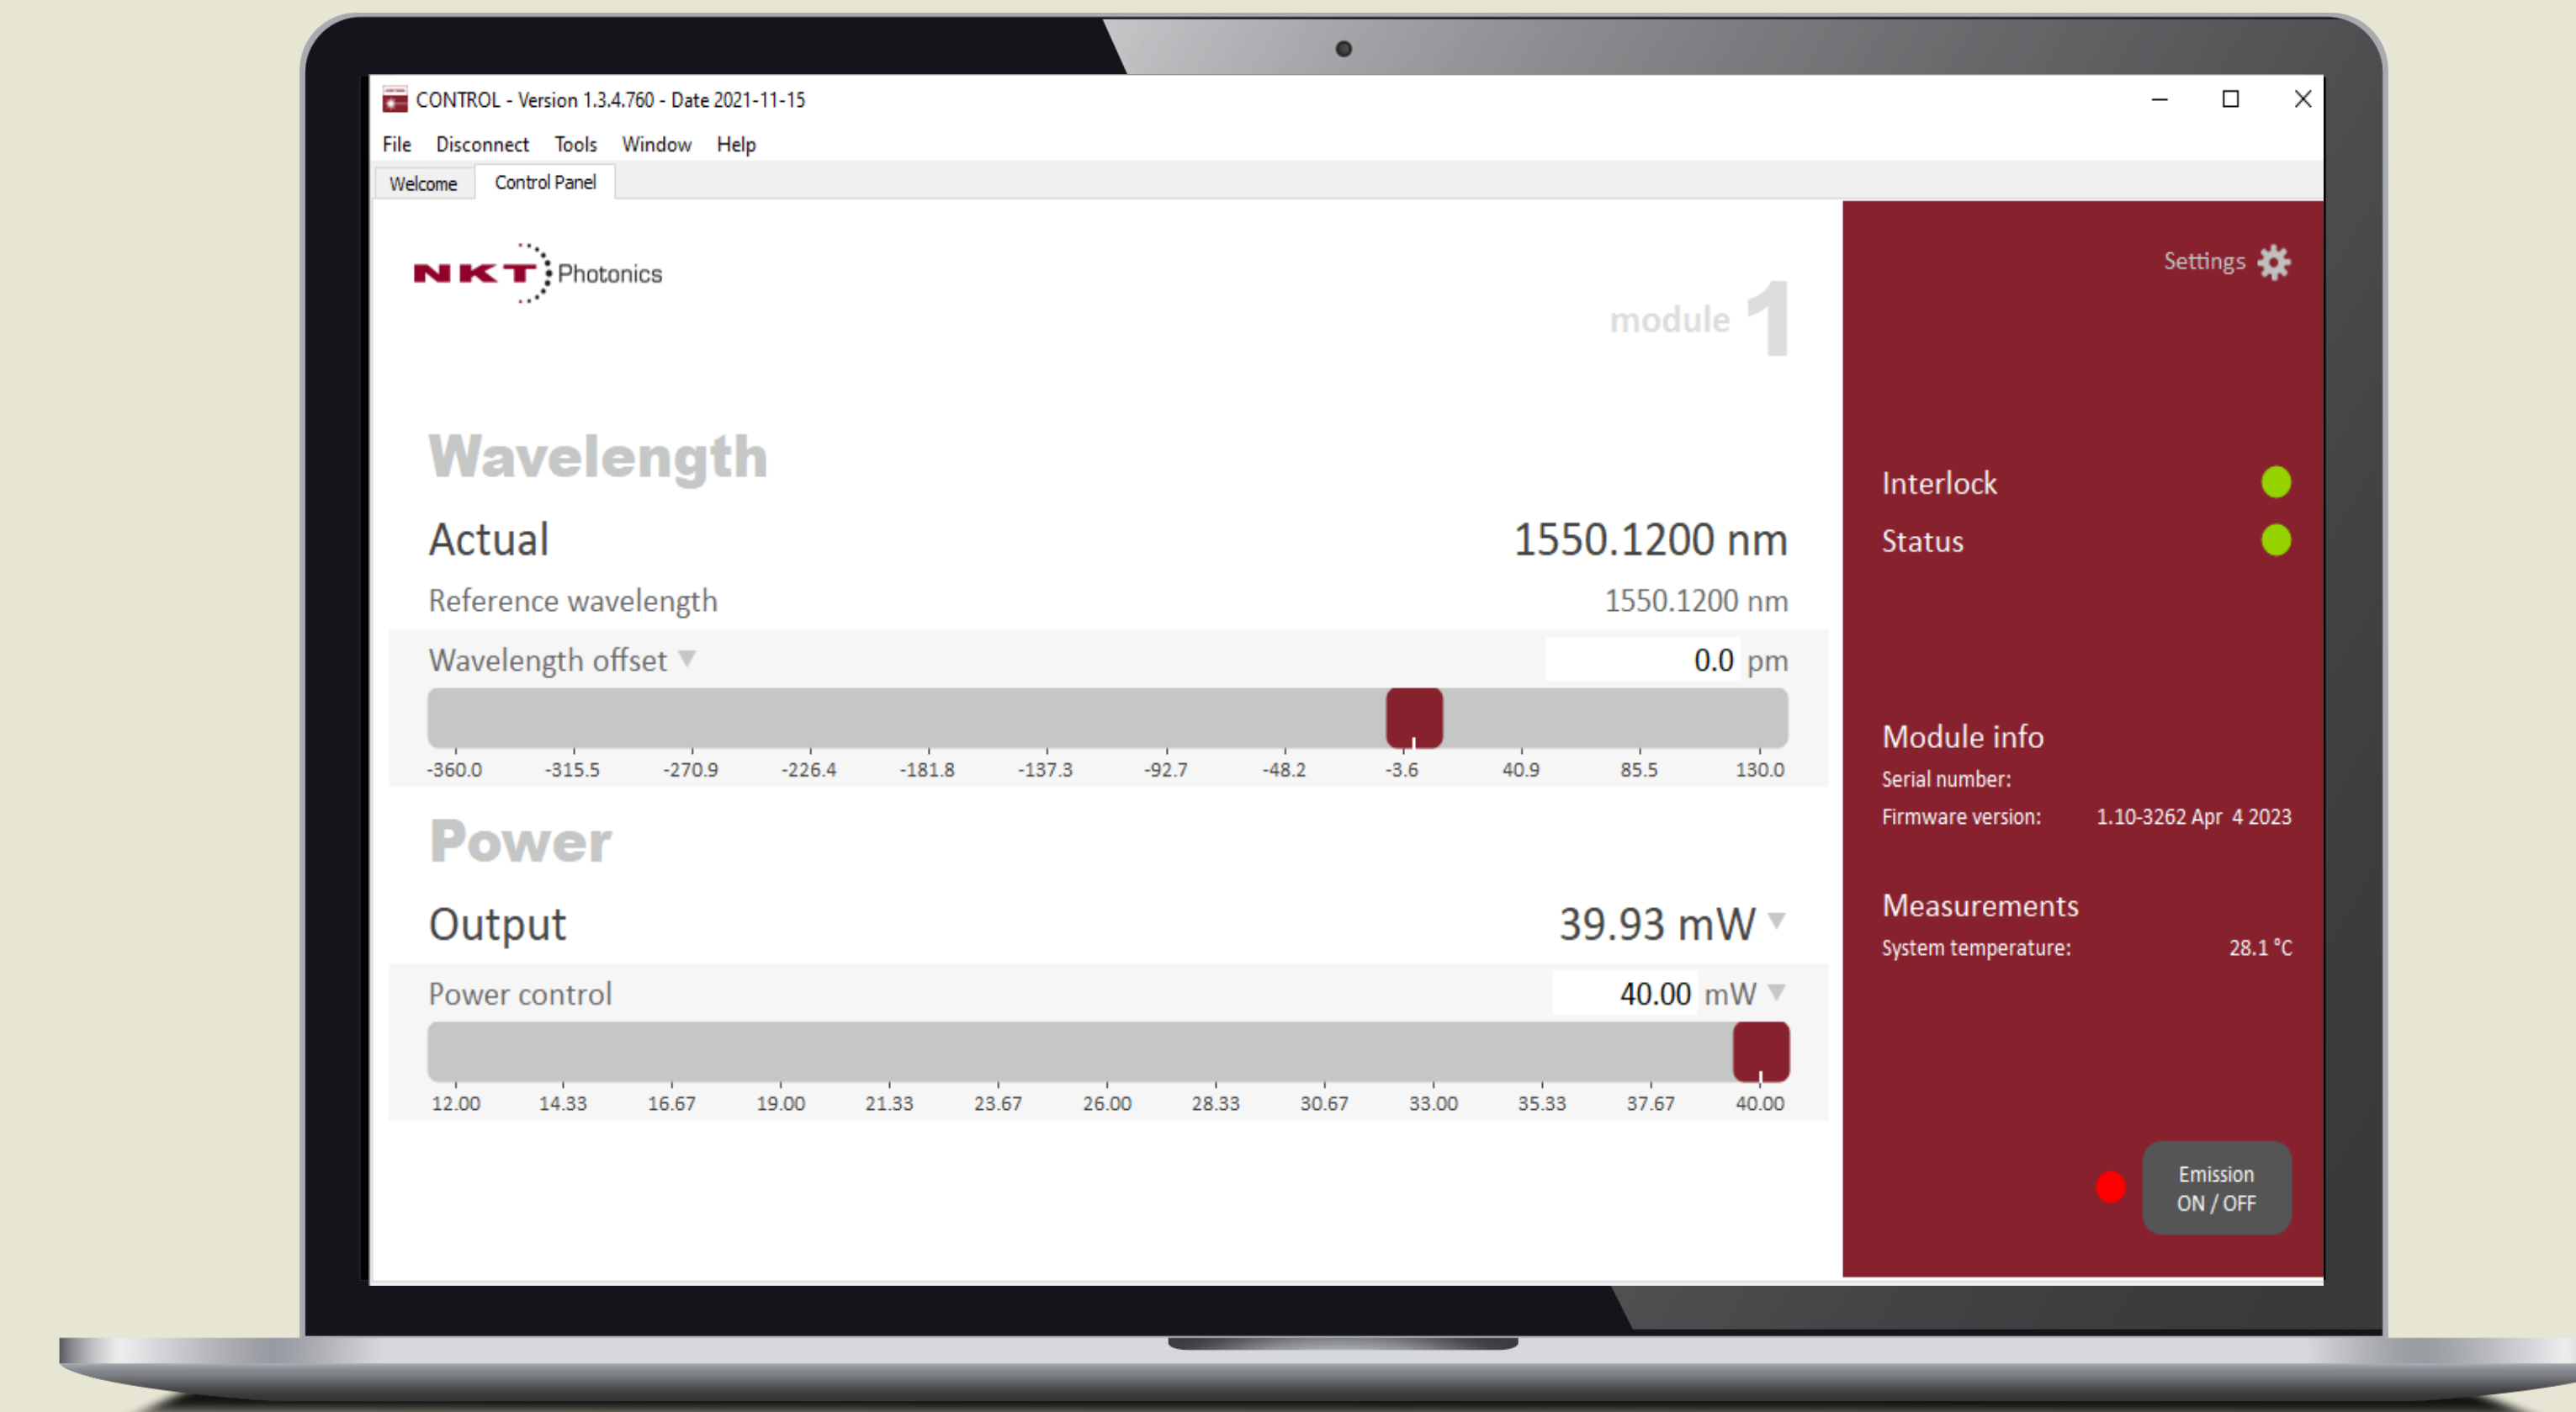 CONTROL - Version 1.3.4.760 - Date 2021-11-15
File Disconnect Tools Window Help
Welcome Control Panel
NKT Photonics
Settings
module 1
Wavelength
Actual 1550.1200 nm
Reference wavelength 1550.1200 nm
Wavelength offset 0.0 pm
-360.0 -315.5 -270.9 -226.4 -181.8 -137.3 -92.7 -48.2 -3.6 40.9 85.5 130.0
Power
Output 39.93 mW
Power control 40.00 mW
12.00 14.33 16.67 19.00 21.33 23.67 26.00 28.33 30.67 33.00 35.33 37.67 40.00
Interlock
Status
Module info
Serial number:
Firmware version: 1.10-3262 Apr 4 2023
Measurements
System temperature: 28.1 °C
Emission
ON / OFF